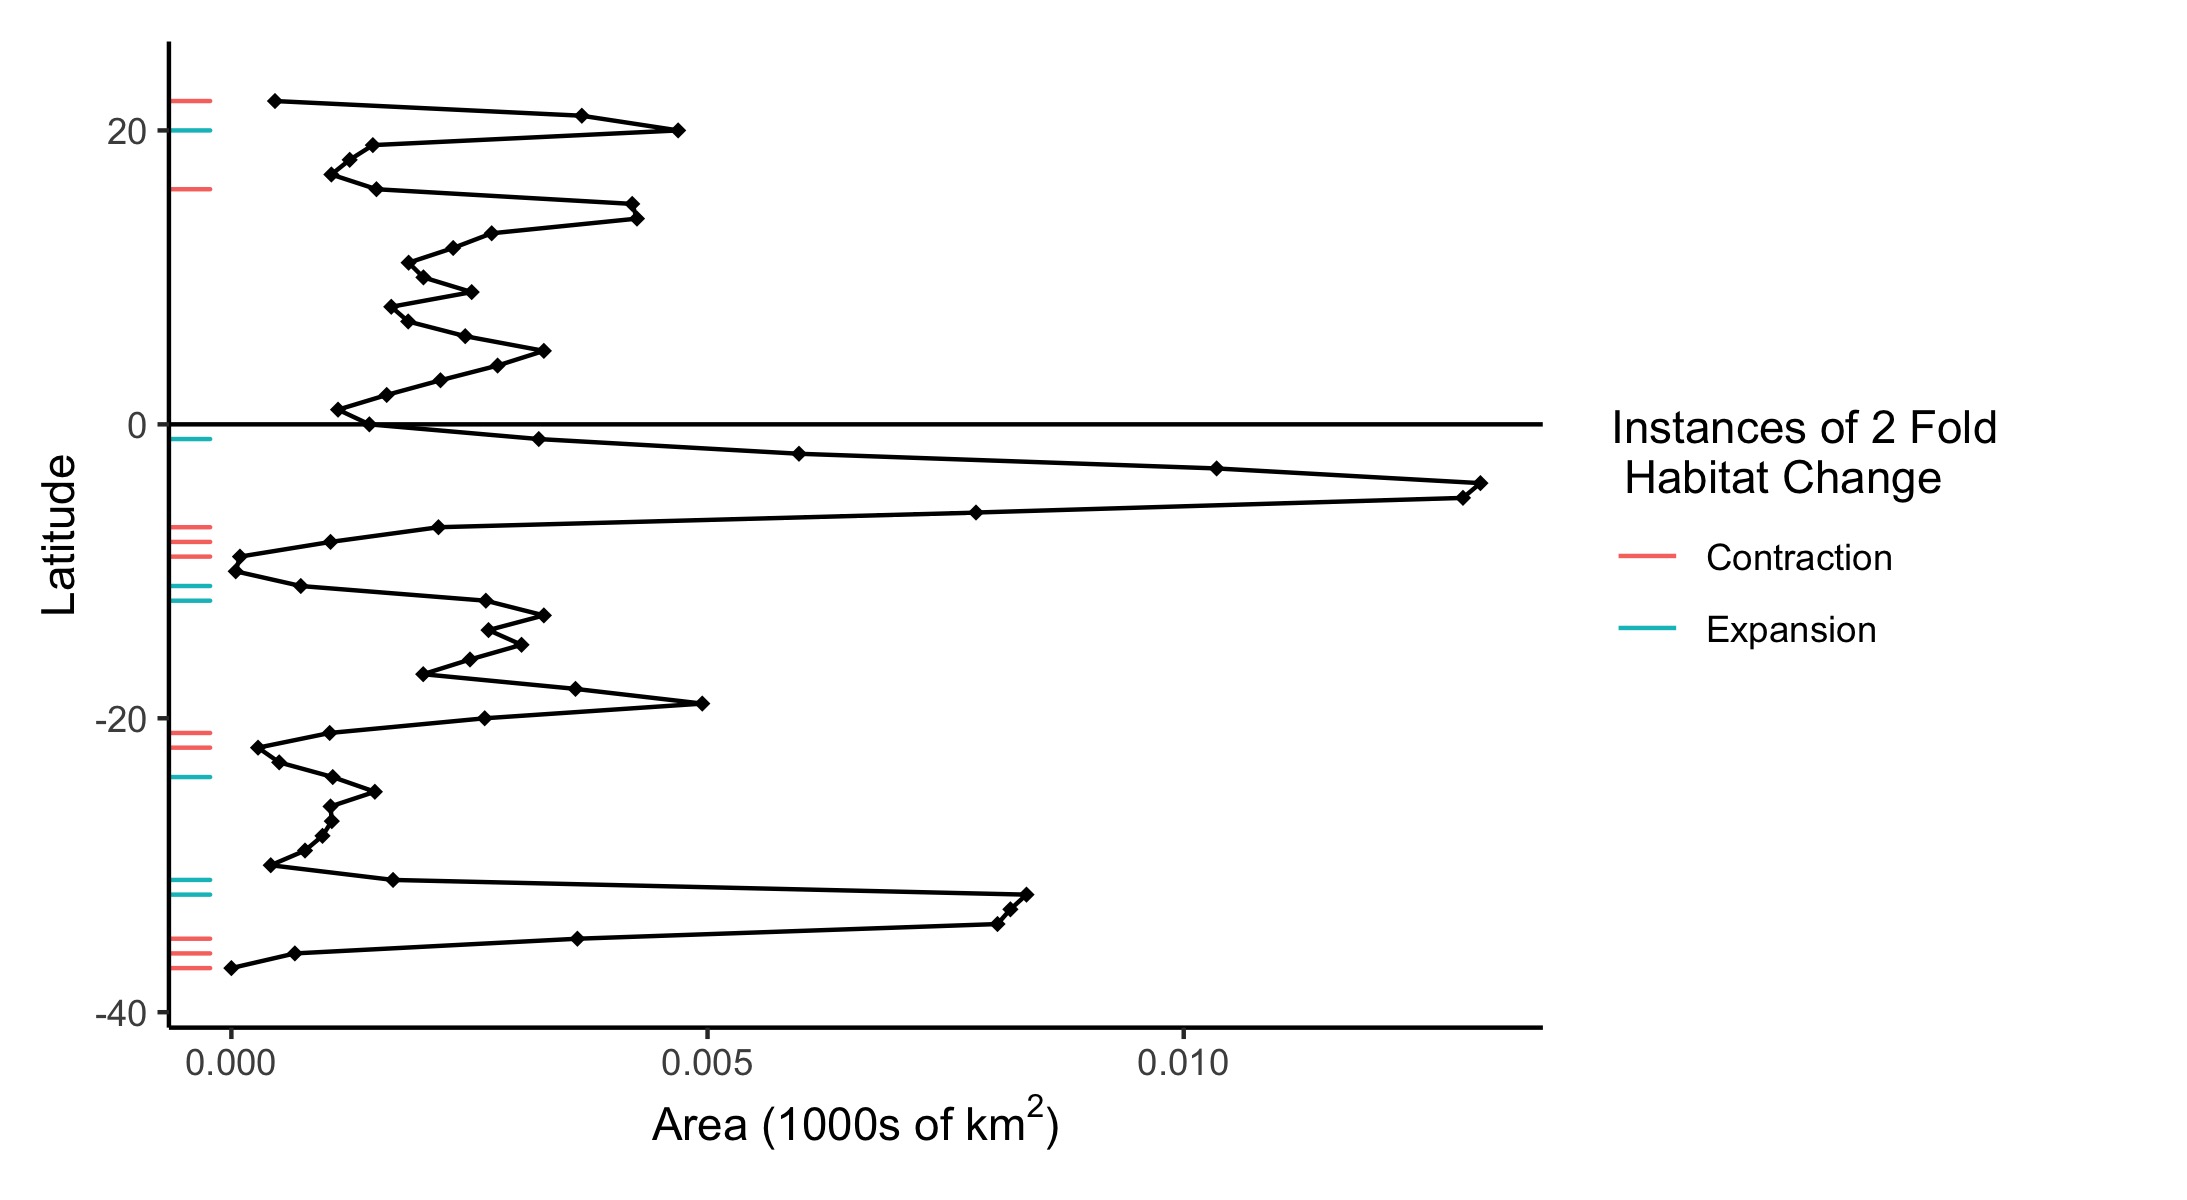 20
0
-20
-40
Latitude
0.000 0.005 0.010
Area (1000s of km²)
Instances of 2 Fold
Habitat Change
Contraction
Expansion